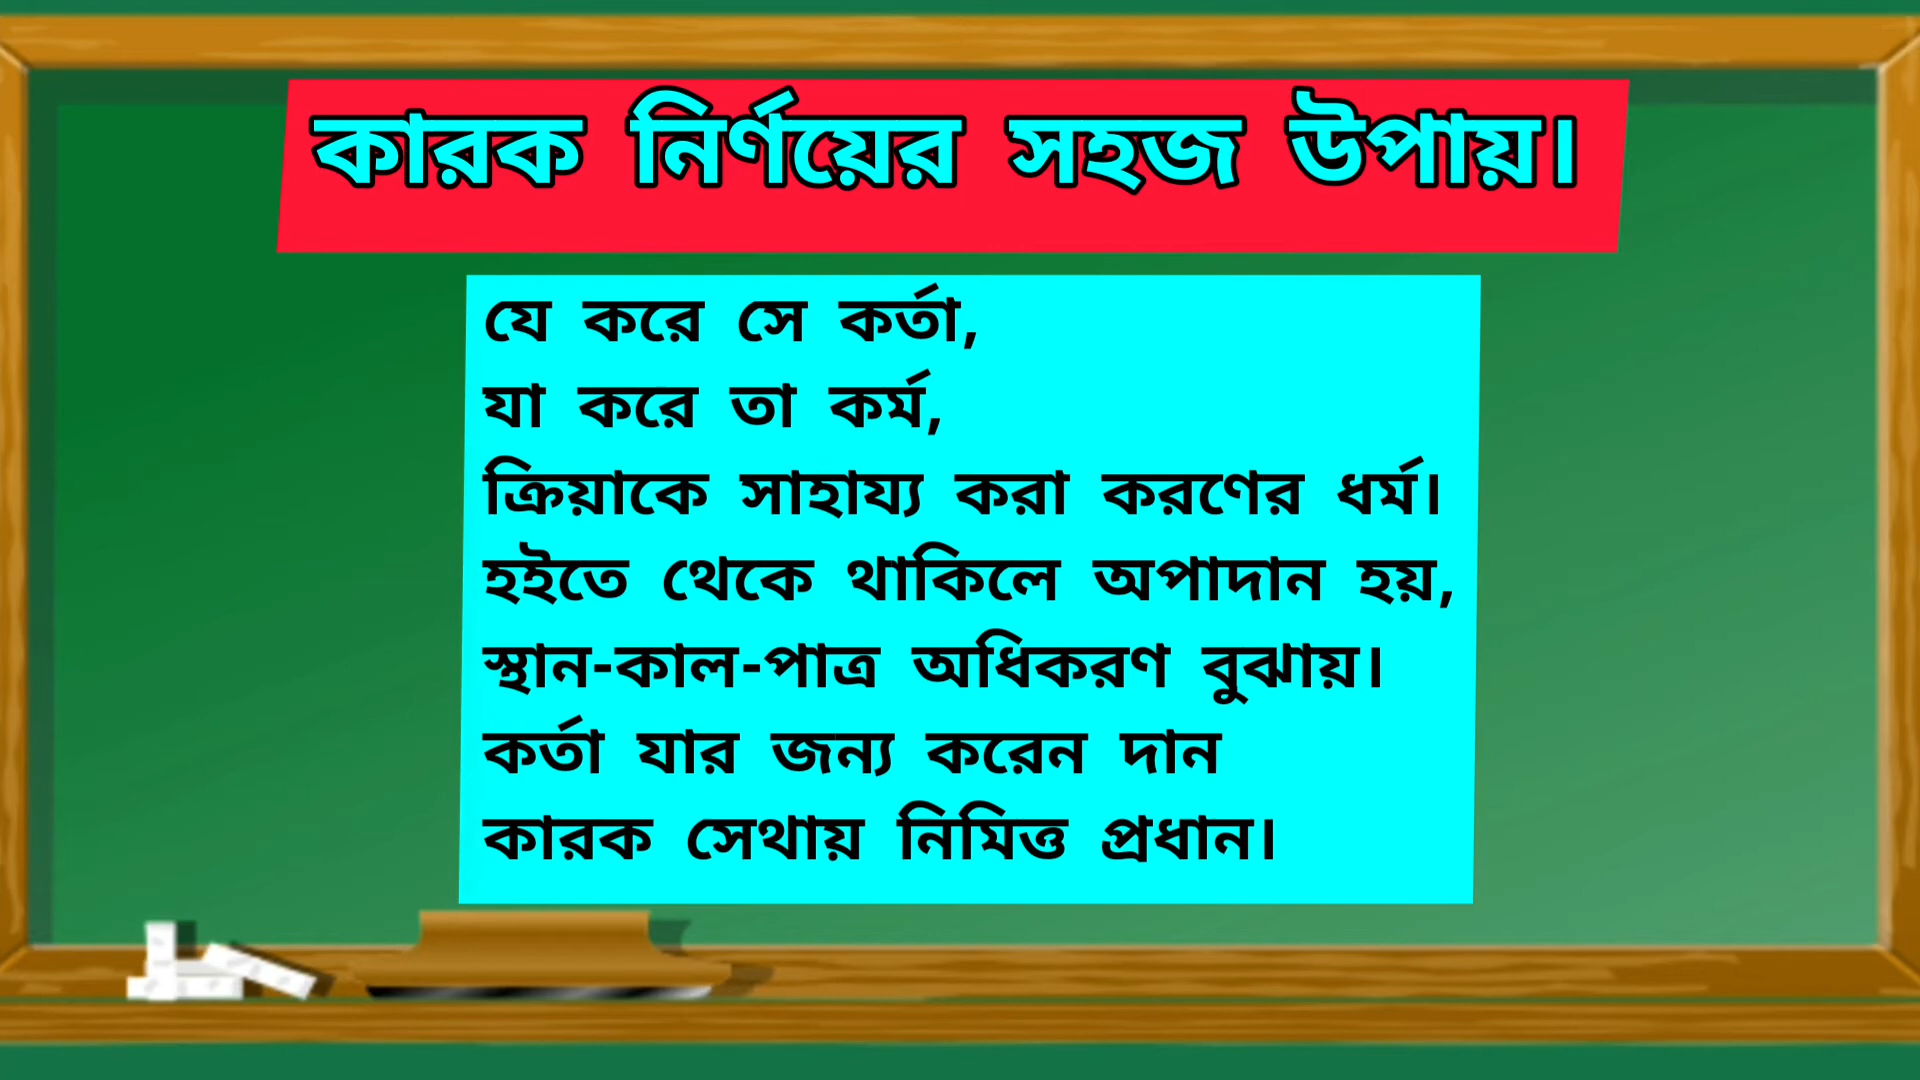 কারক নির্ণয়ের সহজ উপায়।
যে করে সে কর্তা,
যা করে তা কর্ম,
ক্রিয়াকে সাহায্য করা করণের ধর্ম।
হইতে থেকে থাকিলে অপাদান হয়,
স্থান-কাল-পাত্র অধিকরণ বুঝায়।
কর্তা যার জন্য করেন দান
কারক সেথায় নিমিত্ত প্রধান।